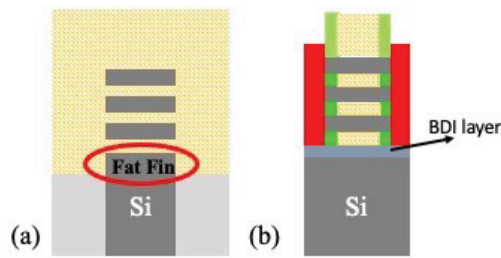 Fat Fin
Si
(a)
BDI layer
Si
(b)